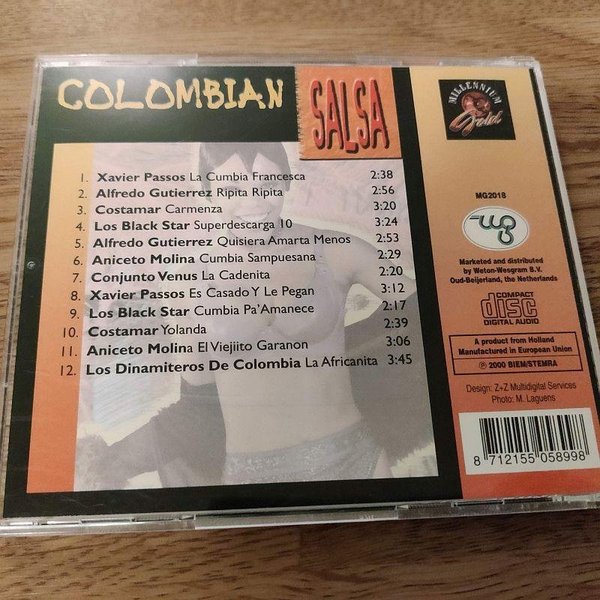 COLOMBIAN
SALSA
1. Xavier Passos La Cumbia Francesca 2:38
2. Alfredo Gutierrez Ripita Ripita 2:56
3. Costamar Carmenza 3:20
4. Los Black Star Superdescarga 10 3:24
5. Alfredo Gutierrez Quisiera Amarta Menos 2:53
6. Aniceto Molina Cumbia Sampuesana 2:29
7. Conjunto Venus La Cadenita 2:20
8. Xavier Passos Es Casado Y Le Pegan 3:12
9. Los Black Star Cumbia Pa'Amanece 2:17
10. Costamar Yolanda 2:39
11. Aniceto Molina El Viejiito Garanon 3:06
12. Los Dinamiteros De Colombia La Africanita 3:45
MILLENNIUM
Gold
MG2018
wg
Marketed and distributed
by Weton-Wesgram B.V.
Oud-Beijerland, the Netherlands
COMPACT
disc
DIGITAL AUDIO
A product from Holland
Manufactured in European Union
℗ 2000 BIEM/STEMRA
Design: Z+Z Multidigital Services
Photo: M. Laguens
8 712155 058998